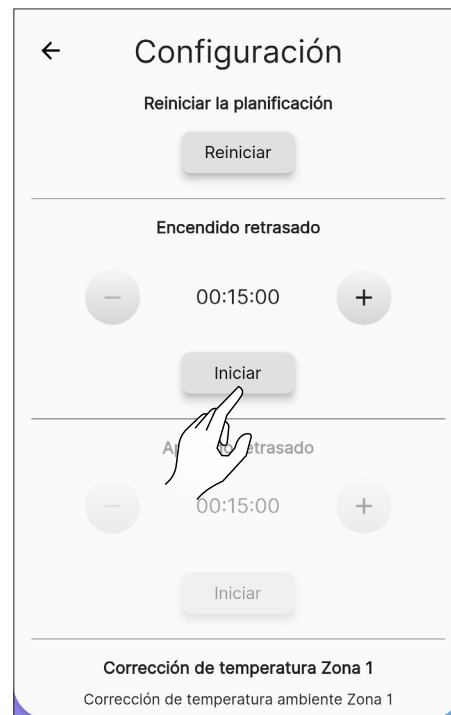 Configuración
Reiniciar la planificación
Reiniciar
Encendido retrasado
00:15:00
Iniciar
retrasado
00:15:00
Iniciar
Corrección de temperatura Zona 1
Corrección de temperatura ambiente Zona 1